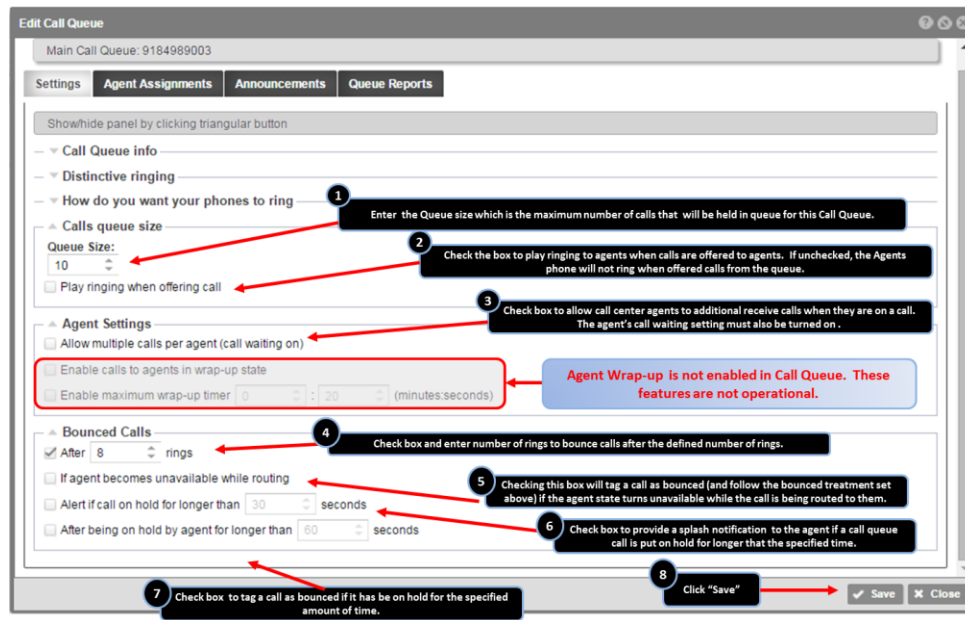 Edit Call Queue
Main Call Queue: 9184989003
Settings
Agent Assignments
Announcements
Queue Reports
Show/hide panel by clicking triangular button
Call Queue info
Distinctive ringing
How do you want your phones to ring
1
Enter the Queue size which is the maximum number of calls that will be held in queue for this Call Queue.
Calls queue size
Queue Size:
10
2
Check the box to play ringing to agents when calls are offered to agents. If unchecked, the Agents
phone will not ring when offered calls from the queue.
Play ringing when offering call
3
Check box to allow call center agents to additional receive calls when they are on a call.
The agent's call waiting setting must also be turned on .
Agent Settings
Allow multiple calls per agent (call waiting on)
Enable calls to agents in wrap-up state
Enable maximum wrap-up timer 0 : 20 (minutes:seconds)
Agent Wrap-up is not enabled in Call Queue. These
features are not operational.
Bounced Calls
4
Check box and enter number of rings to bounce calls after the defined number of rings.
After 8 rings
If agent becomes unavailable while routing
5
Checking this box will tag a call as bounced (and follow the bounced treatment set
above) if the agent state turns unavailable while the call is being routed to them.
Alert if call on hold for longer than 30 seconds
6
Check box to provide a splash notification to the agent if a call queue
call is put on hold for longer that the specified time.
After being on hold by agent for longer than 60 seconds
7
Check box to tag a call as bounced if it has be on hold for the specified
amount of time.
8
Click “Save”
Save
Close